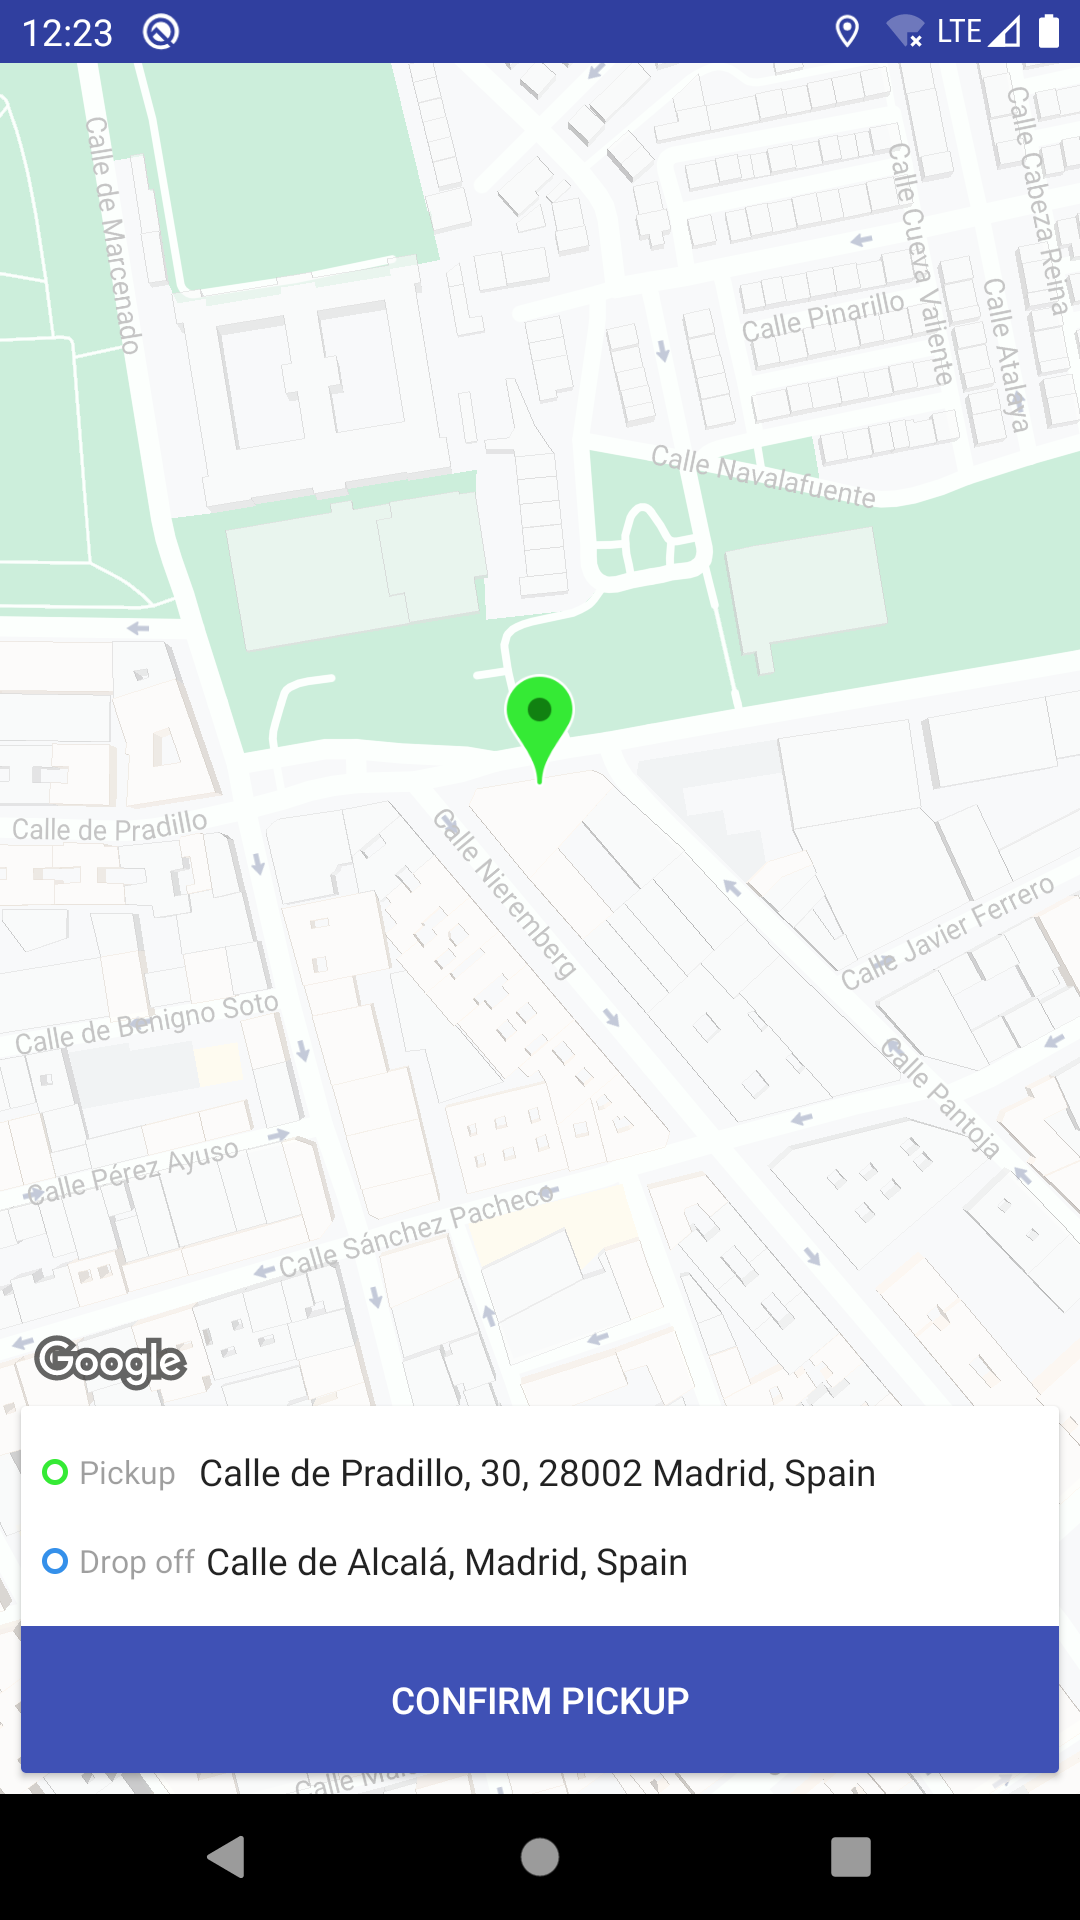 12:23
LTE
Calle de Marcenado
Calle Cueva Valiente
Calle Cabeza Reina
Calle Pinarillo
Calle Atalaya
Calle Navalafuente
Calle de Pradillo
Calle Nieremberg
Calle Javier Ferrero
Calle de Benigno Soto
Calle Pantoja
Calle Pérez Ayuso
Calle Sánchez Pacheco
Google
Pickup Calle de Pradillo, 30, 28002 Madrid, Spain
Drop off Calle de Alcalá, Madrid, Spain
CONFIRM PICKUP
Calle